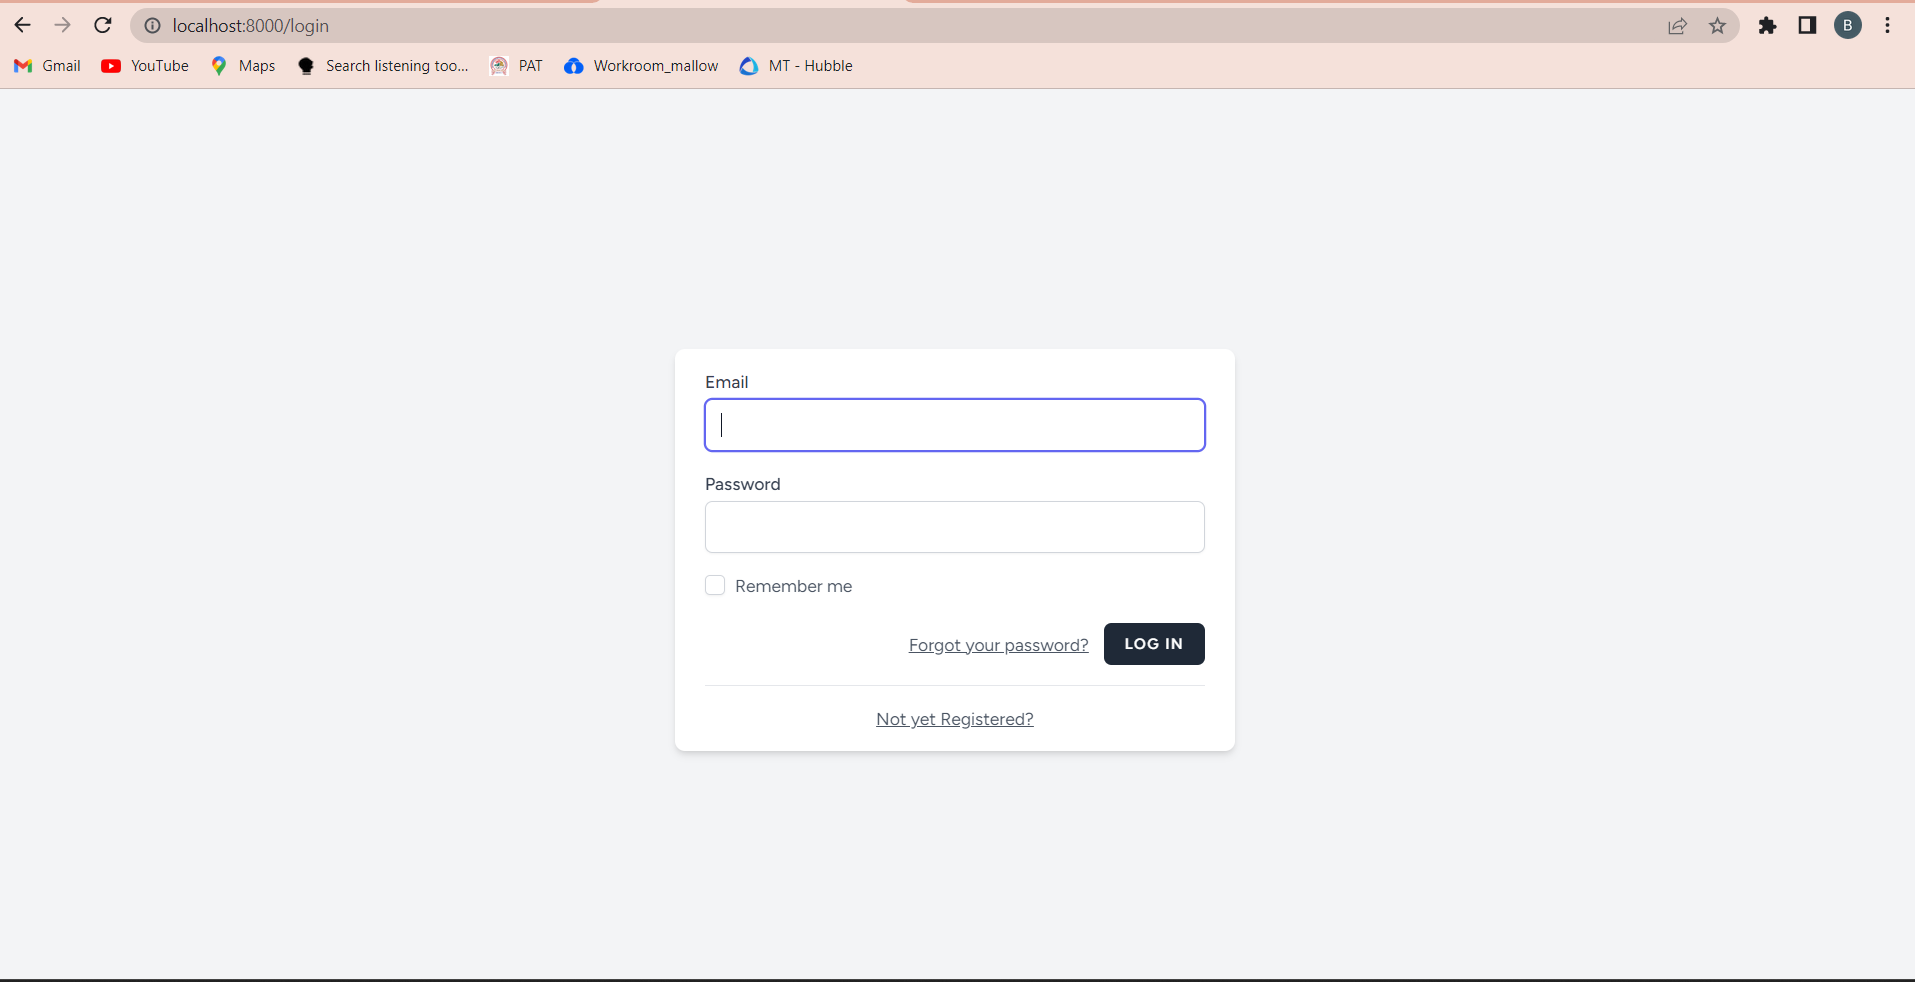 localhost:8000/login
B
Gmail YouTube Maps Search listening too... PAT Workroom_mallow MT - Hubble
Email
Password
Remember me
Forgot your password? LOG IN
Not yet Registered?